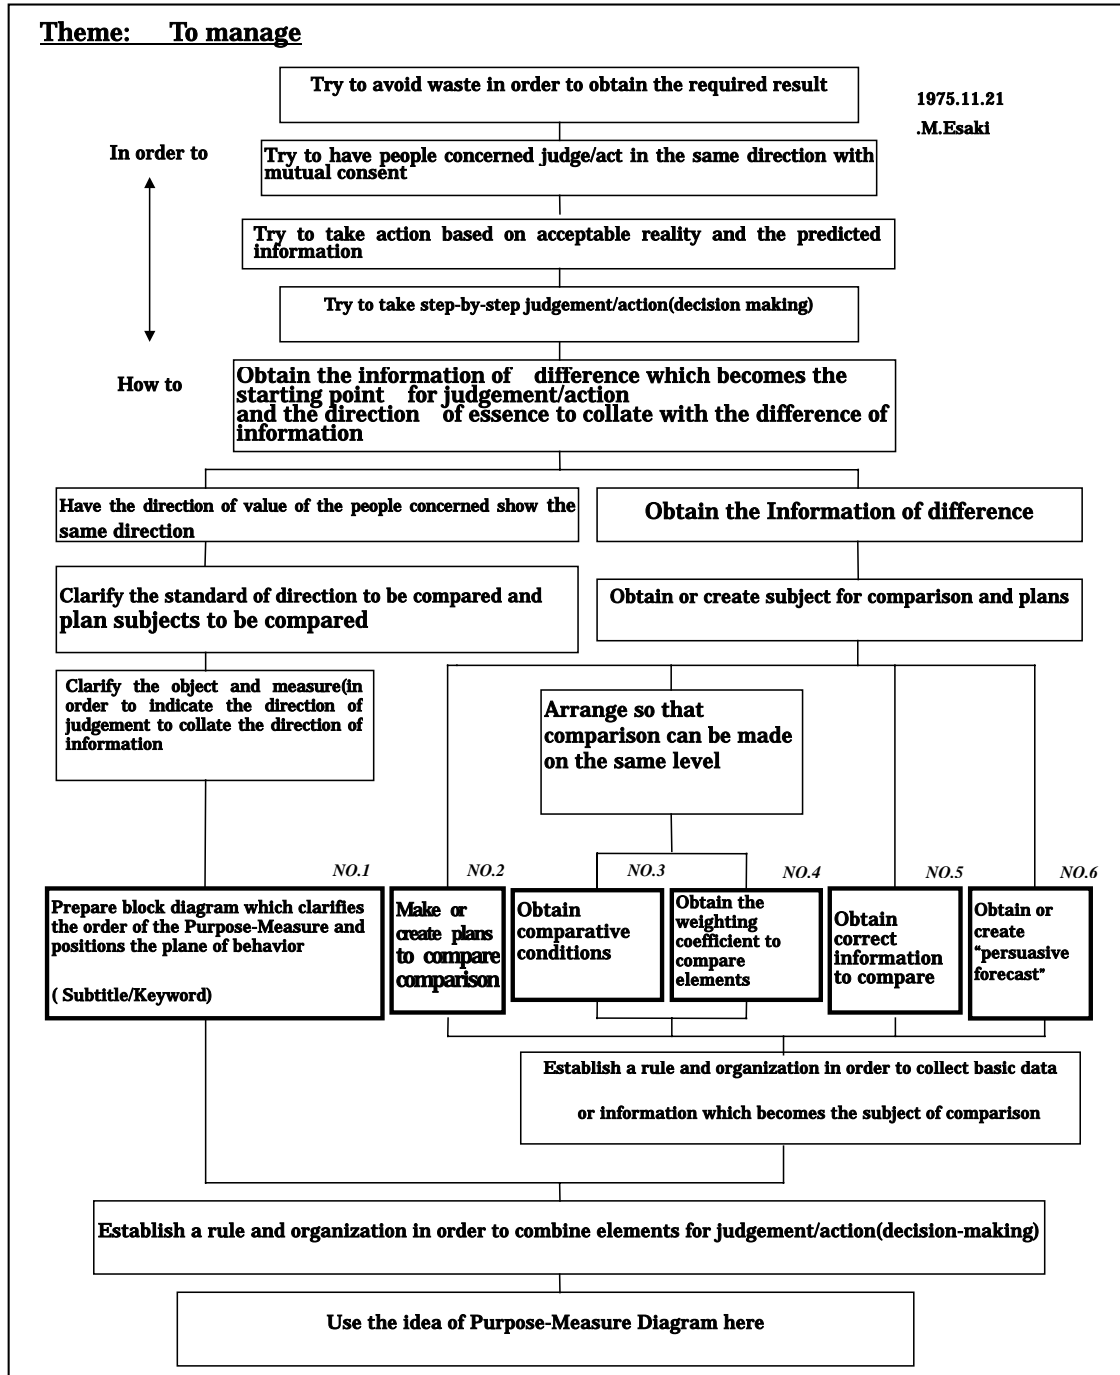 Theme: To manage
Try to avoid waste in order to obtain the required result
1975.11.21
.M.Esaki
In order to
Try to have people concerned judge/act in the same direction with
mutual consent
Try to take action based on acceptable reality and the predicted
information
Try to take step-by-step judgement/action(decision making)
How to
Obtain the information of difference which becomes the
starting point for judgement/action
and the direction of essence to collate with the difference of
information
Have the direction of value of the people concerned show the
same direction
Obtain the Information of difference
Clarify the standard of direction to be compared and
plan subjects to be compared
Obtain or create subject for comparison and plans
Clarify the object and measure(in
order to indicate the direction of
judgement to collate the direction of
information
Arrange so that
comparison can be made
on the same level
NO.1
Prepare block diagram which clarifies
the order of the Purpose-Measure and
positions the plane of behavior
( Subtitle/Keyword)
NO.2
Make or
create plans
to compare
comparison
NO.3
Obtain
comparative
conditions
NO.4
Obtain the
weighting
coefficient to
compare
elements
NO.5
Obtain
correct
information
to compare
NO.6
Obtain or
create
“persuasive
forecast”
Establish a rule and organization in order to collect basic data
or information which becomes the subject of comparison
Establish a rule and organization in order to combine elements for judgement/action(decision-making)
Use the idea of Purpose-Measure Diagram here